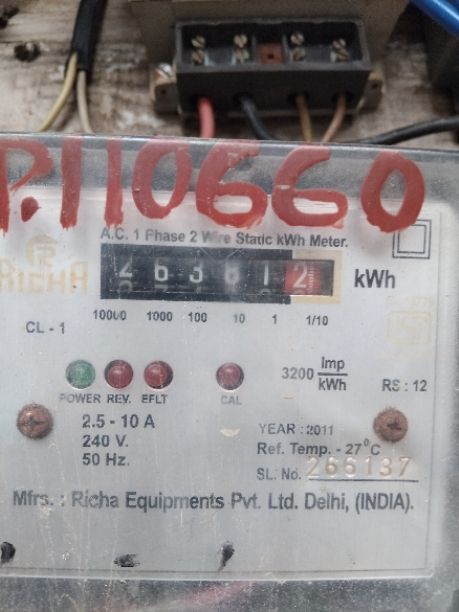 P.110660
A.C. 1 Phase 2 Wire Static kWh Meter.
RICHA
263812 kWh
10000 1000 100 10 1 1/10
CL - 1
3200 Imp/kWh
RS : 12
POWER REV. EFLT CAL
2.5 - 10 A
240 V.
50 Hz.
YEAR : 2011
Ref. Temp. - 27°C
SL. No. 266137
Mfrs. : Richa Equipments Pvt. Ltd. Delhi, (INDIA).